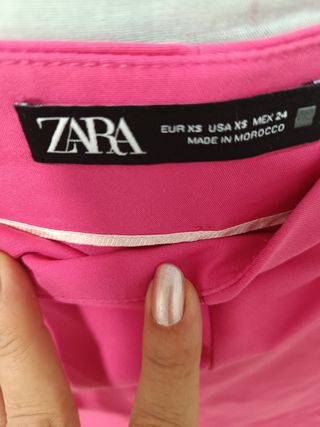 ZARA
EUR XS USA XS MEX 24
MADE IN MOROCCO